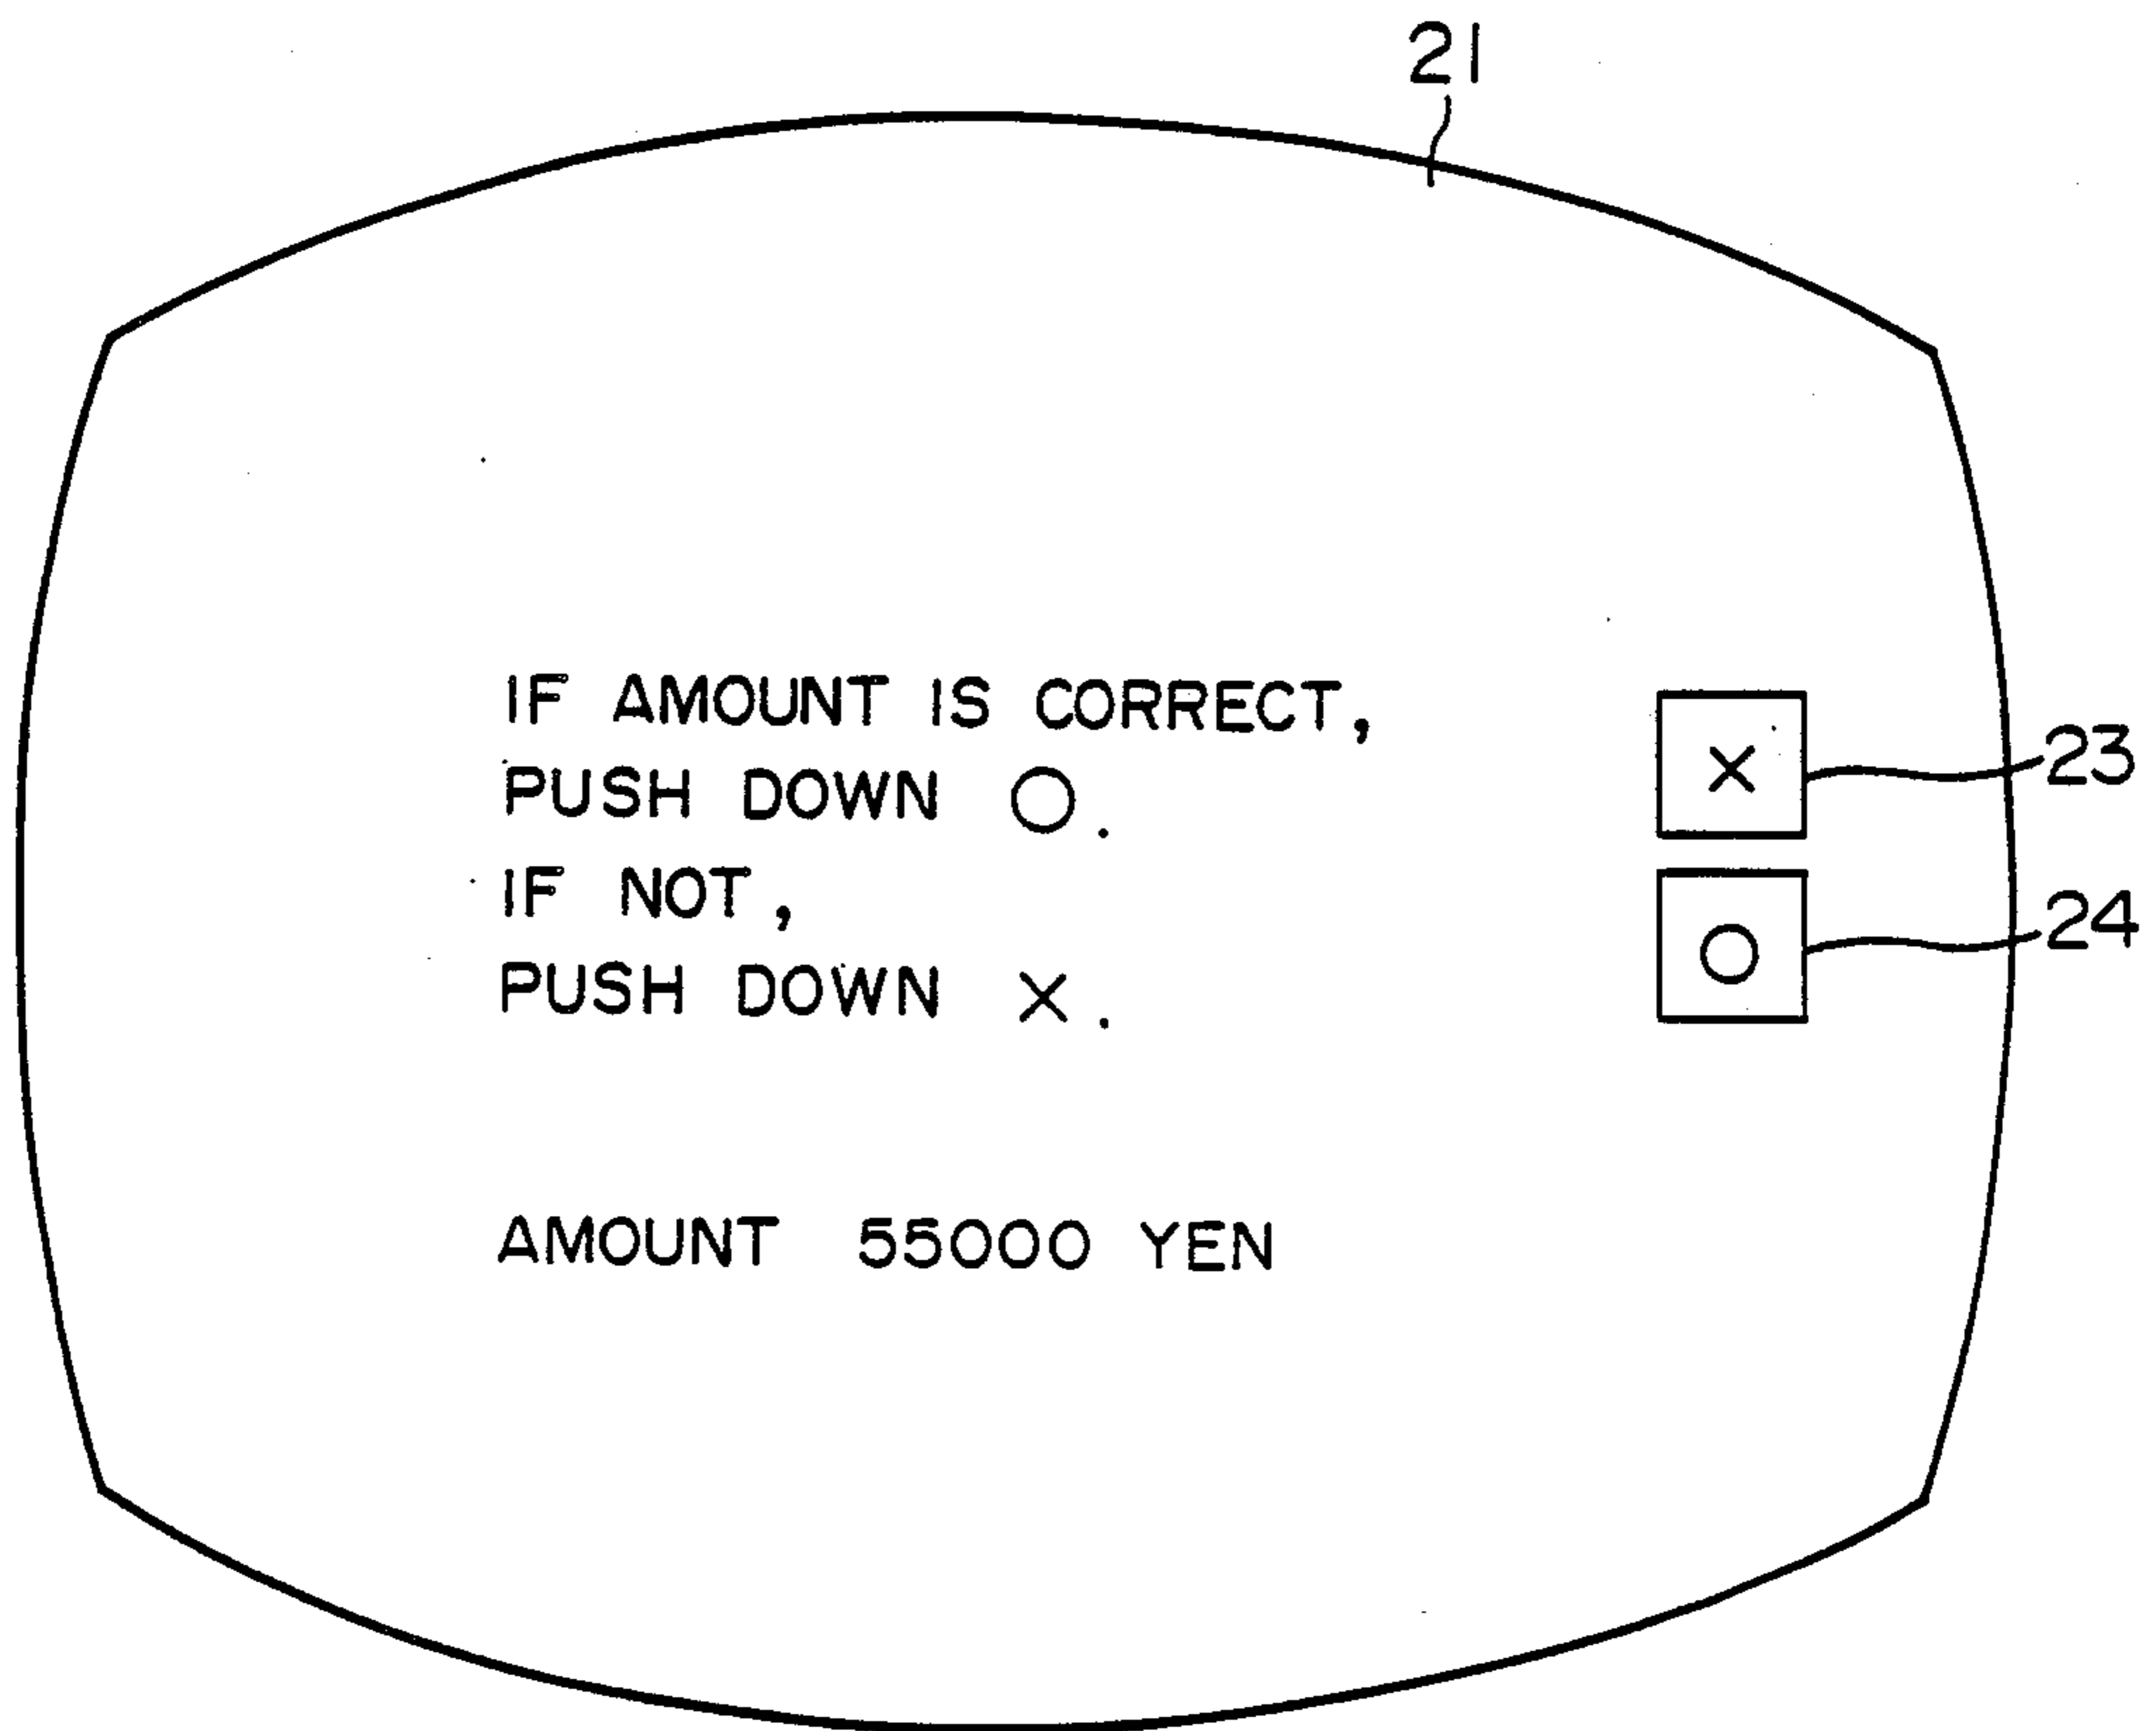 21
IF AMOUNT IS CORRECT,
PUSH DOWN ○.
IF NOT,
PUSH DOWN ×.
× 23
○ 24
AMOUNT 55000 YEN